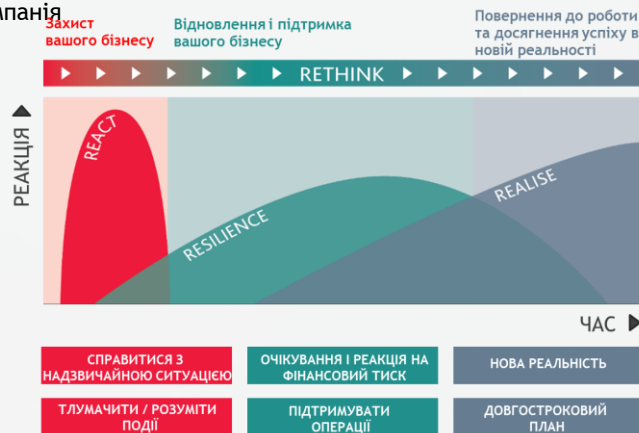 Захист
вашого бізнесу
Відновлення і підтримка
вашого бізнесу
Повернення до роботи
та досягнення успіху в
новій реальності
RETHINK
РЕАКЦІЯ
REACT
RESILIENCE
REALISE
ЧАС
СПРАВИТИСЯ З
НАДЗВИЧАЙНОЮ СИТУАЦІЄЮ
ОЧІКУВАННЯ І РЕАКЦІЯ НА
ФІНАНСОВИЙ ТИСК
НОВА РЕАЛЬНІСТЬ
ТЛУМАЧИТИ / РОЗУМІТИ
ПОДІЇ
ПІДТРИМУВАТИ
ОПЕРАЦІЇ
ДОВГОСТРОКОВИЙ
ПЛАН